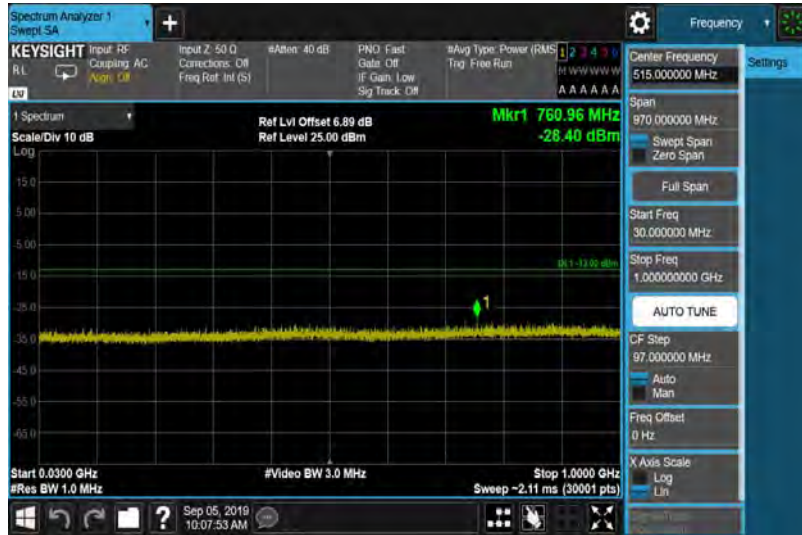 Spectrum Analyzer 1
Swept SA
+
Frequency
KEYSIGHT
RL
LXI
Input: RF
Coupling: AC
Align: Off
Input Z: 50 Ω
Corrections: Off
Freq Ref: Int (S)
#Atten: 40 dB
PNO: Fast
Gate: Off
IF Gain: Low
Sig Track: Off
#Avg Type: Power (RMS
Trig: Free Run
1 2 3 4 5 6
M W W W W W
A A A A A A
Center Frequency
515.000000 MHz
Settings
Span
970.000000 MHz
Swept Span
Zero Span
Full Span
Start Freq
30.000000 MHz
Stop Freq
1.000000000 GHz
AUTO TUNE
CF Step
97.000000 MHz
Auto
Man
Freq Offset
0 Hz
X Axis Scale
Log
Lin
1 Spectrum
Scale/Div 10 dB
Log
Ref Lvl Offset 6.89 dB
Ref Level 25.00 dBm
Mkr1 760.96 MHz
-28.40 dBm
15.0
5.00
-5.00
-15.0
-25.0
-35.0
-45.0
-55.0
-65.0
DL1 -13.00 dBm
1
Start 0.0300 GHz
#Res BW 1.0 MHz
#Video BW 3.0 MHz
Stop 1.0000 GHz
Sweep ~2.11 ms (30001 pts)
?
Sep 05, 2019
10:07:53 AM